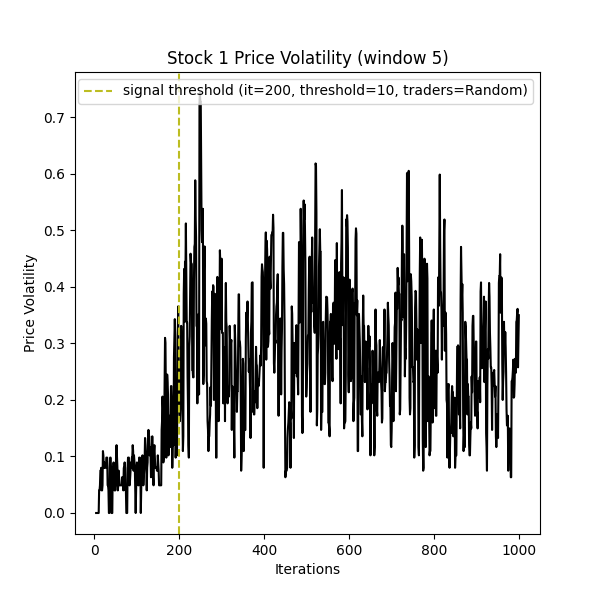 Stock 1 Price Volatility (window 5)
signal threshold (it=200, threshold=10, traders=Random)
Price Volatility
0.7
0.6
0.5
0.4
0.3
0.2
0.1
0.0
0 200 400 600 800 1000
Iterations